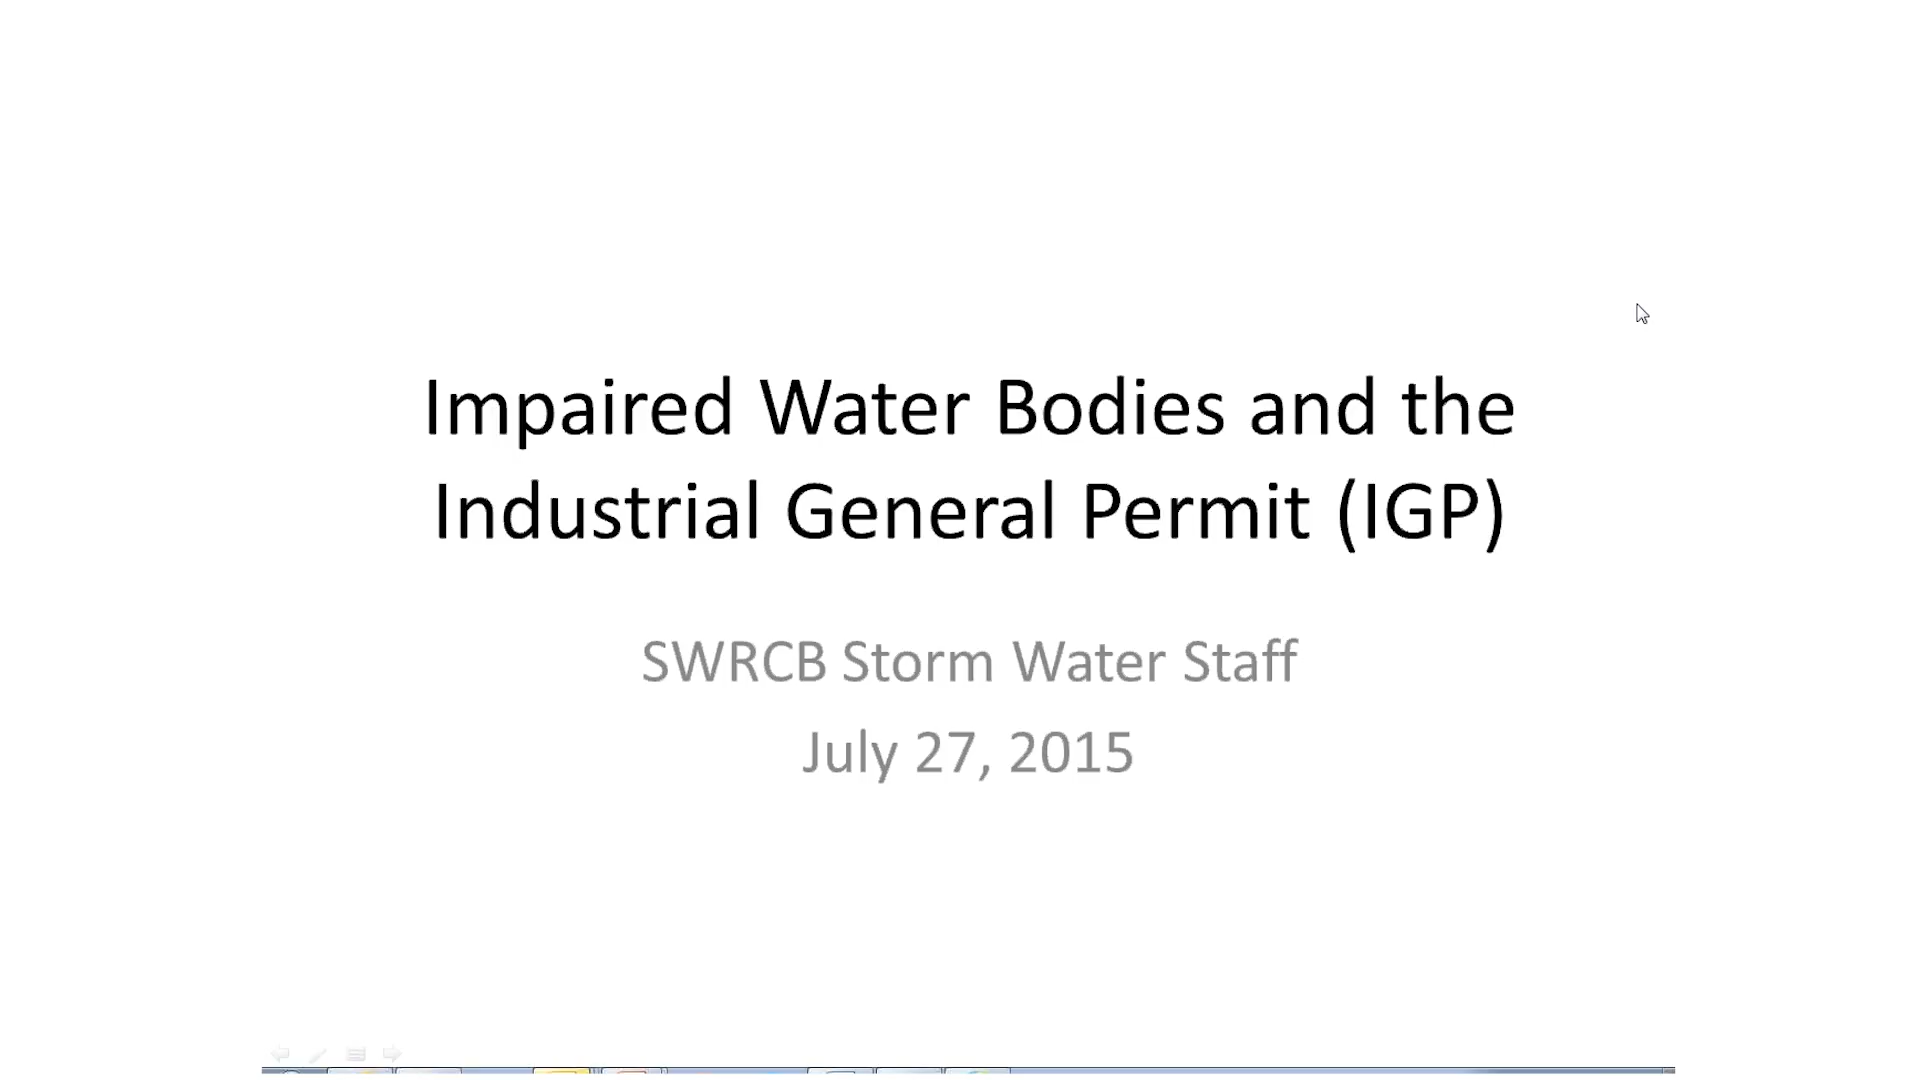 Impaired Water Bodies and the
Industrial General Permit (IGP)
SWRCB Storm Water Staff
July 27, 2015